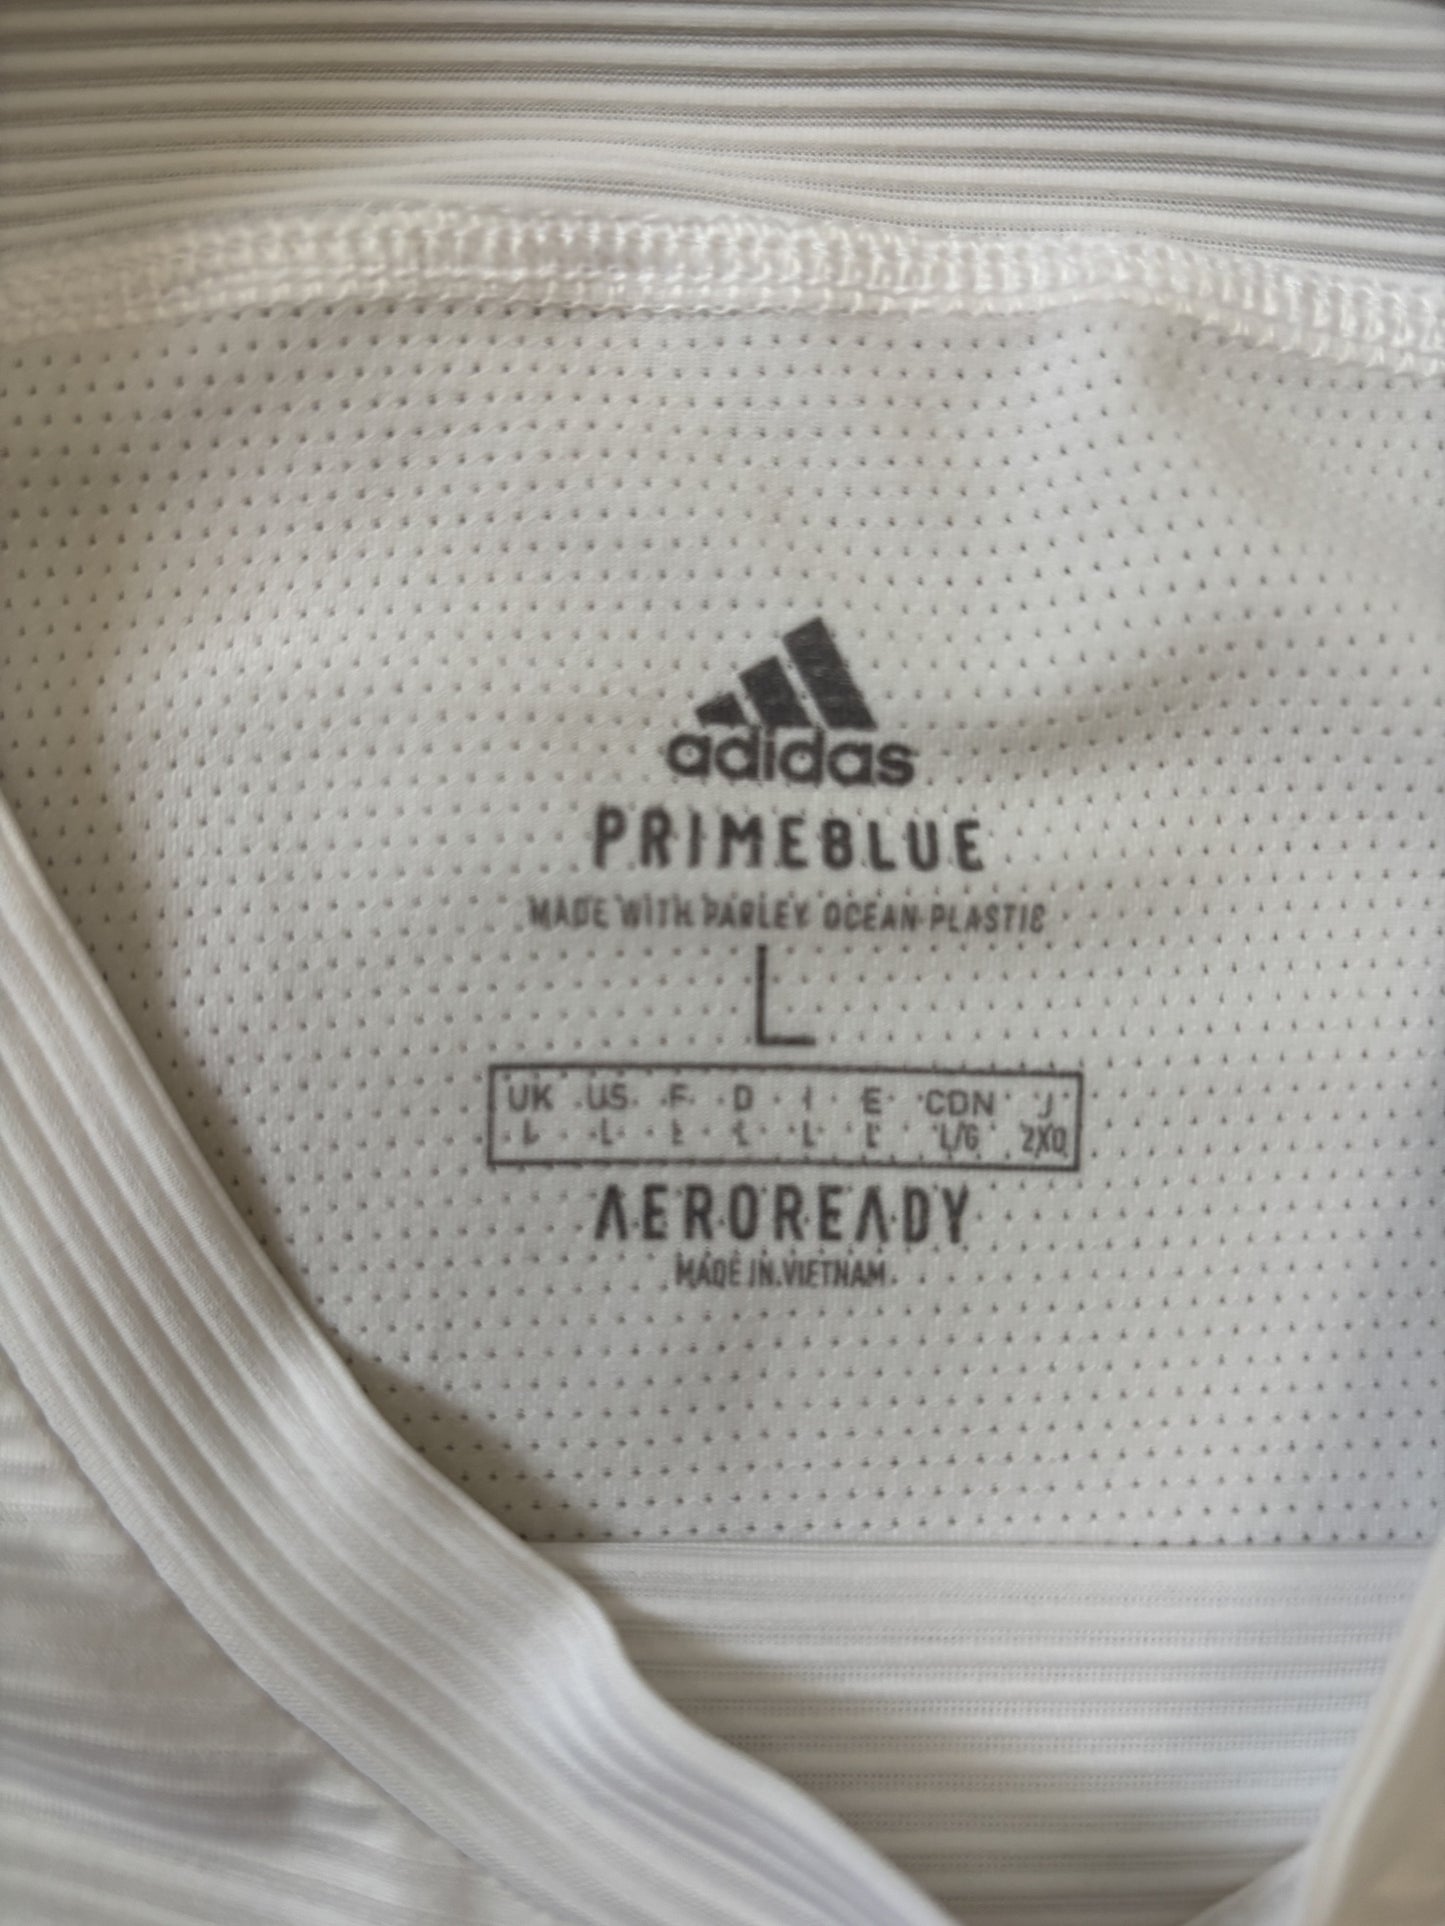 adidas
PRIMEBLUE
MADE WITH PARLEY OCEAN PLASTIC
L
UK US F D I E CDN J
L L L L L L L/G 2XO
AEROREADY
MADE IN VIETNAM